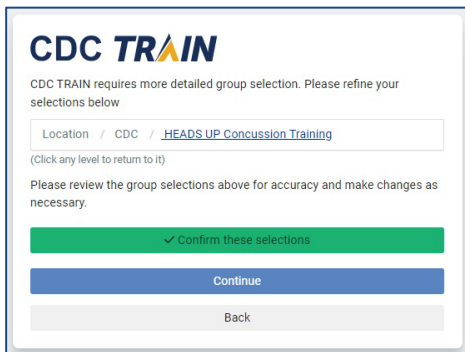 CDC TRAIN
CDC TRAIN requires more detailed group selection. Please refine your
selections below
Location / CDC / HEADS UP Concussion Training
(Click any level to return to it)
Please review the group selections above for accuracy and make changes as
necessary.
✓ Confirm these selections
Continue
Back